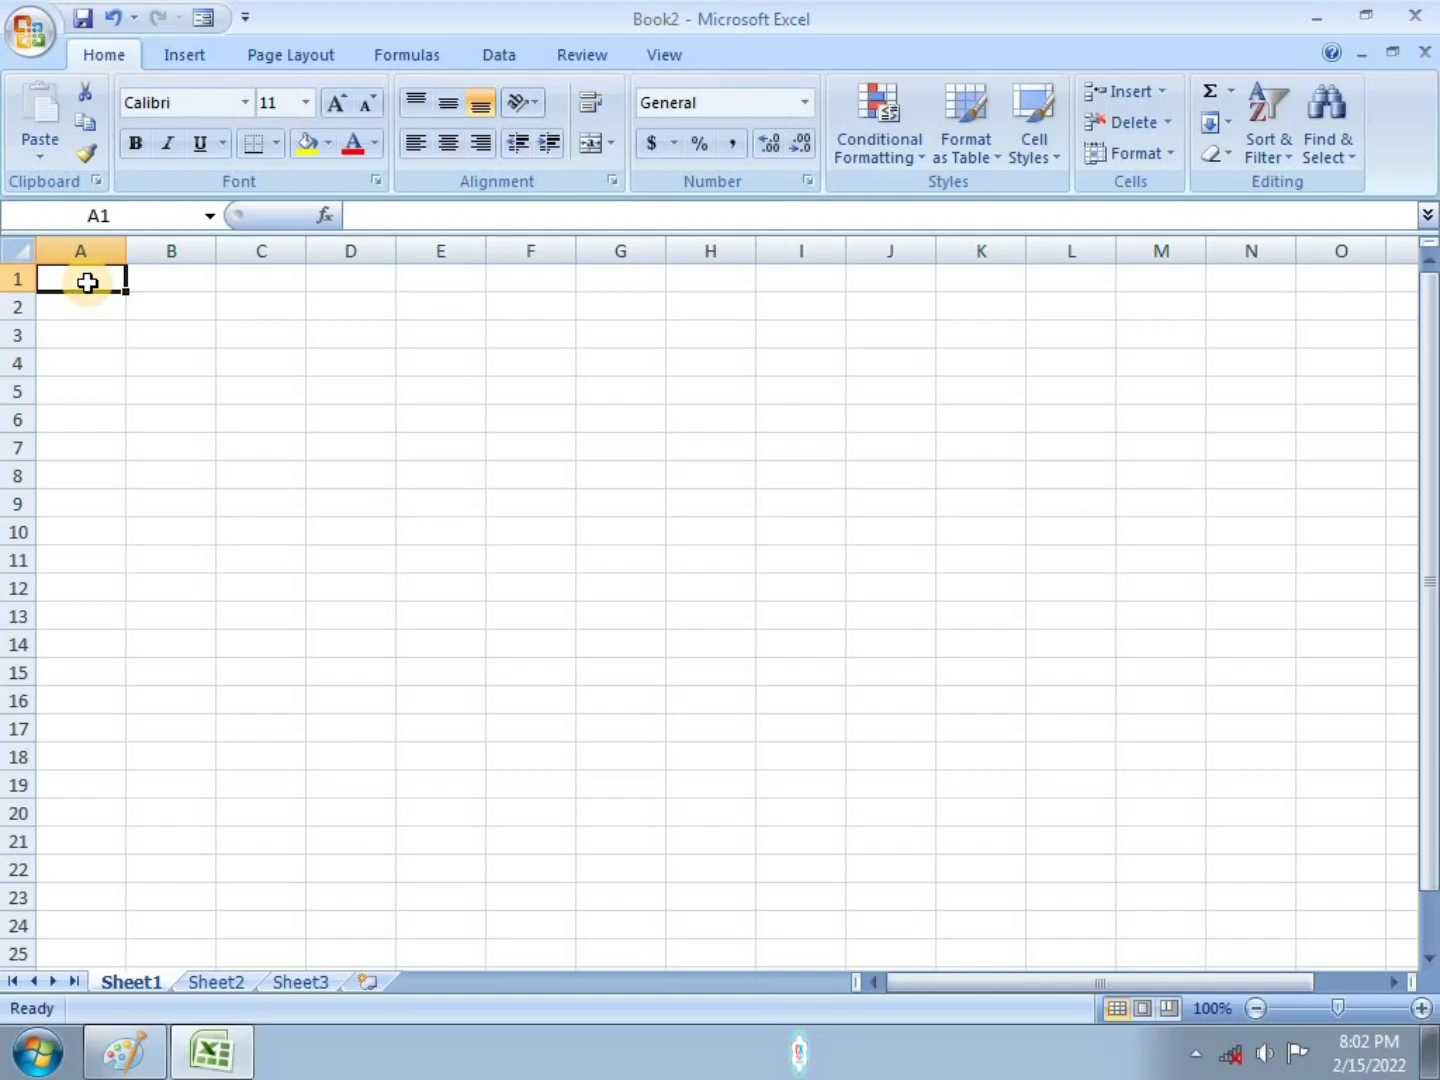 Book2 - Microsoft Excel
Home Insert Page Layout Formulas Data Review View
Paste
Clipboard
Calibri 11
B I U A
Font
Alignment
General
$ % ,
Number
Conditional Formatting
Format as Table
Cell Styles
Styles
Insert
Delete
Format
Cells
Σ
Sort & Filter
Find & Select
Editing
A1 fx
A B C D E F G H I J K L M N O
1
2
3
4
5
6
7
8
9
10
11
12
13
14
15
16
17
18
19
20
21
22
23
24
25
Sheet1 Sheet2 Sheet3
Ready 100%
8:02 PM
2/15/2022